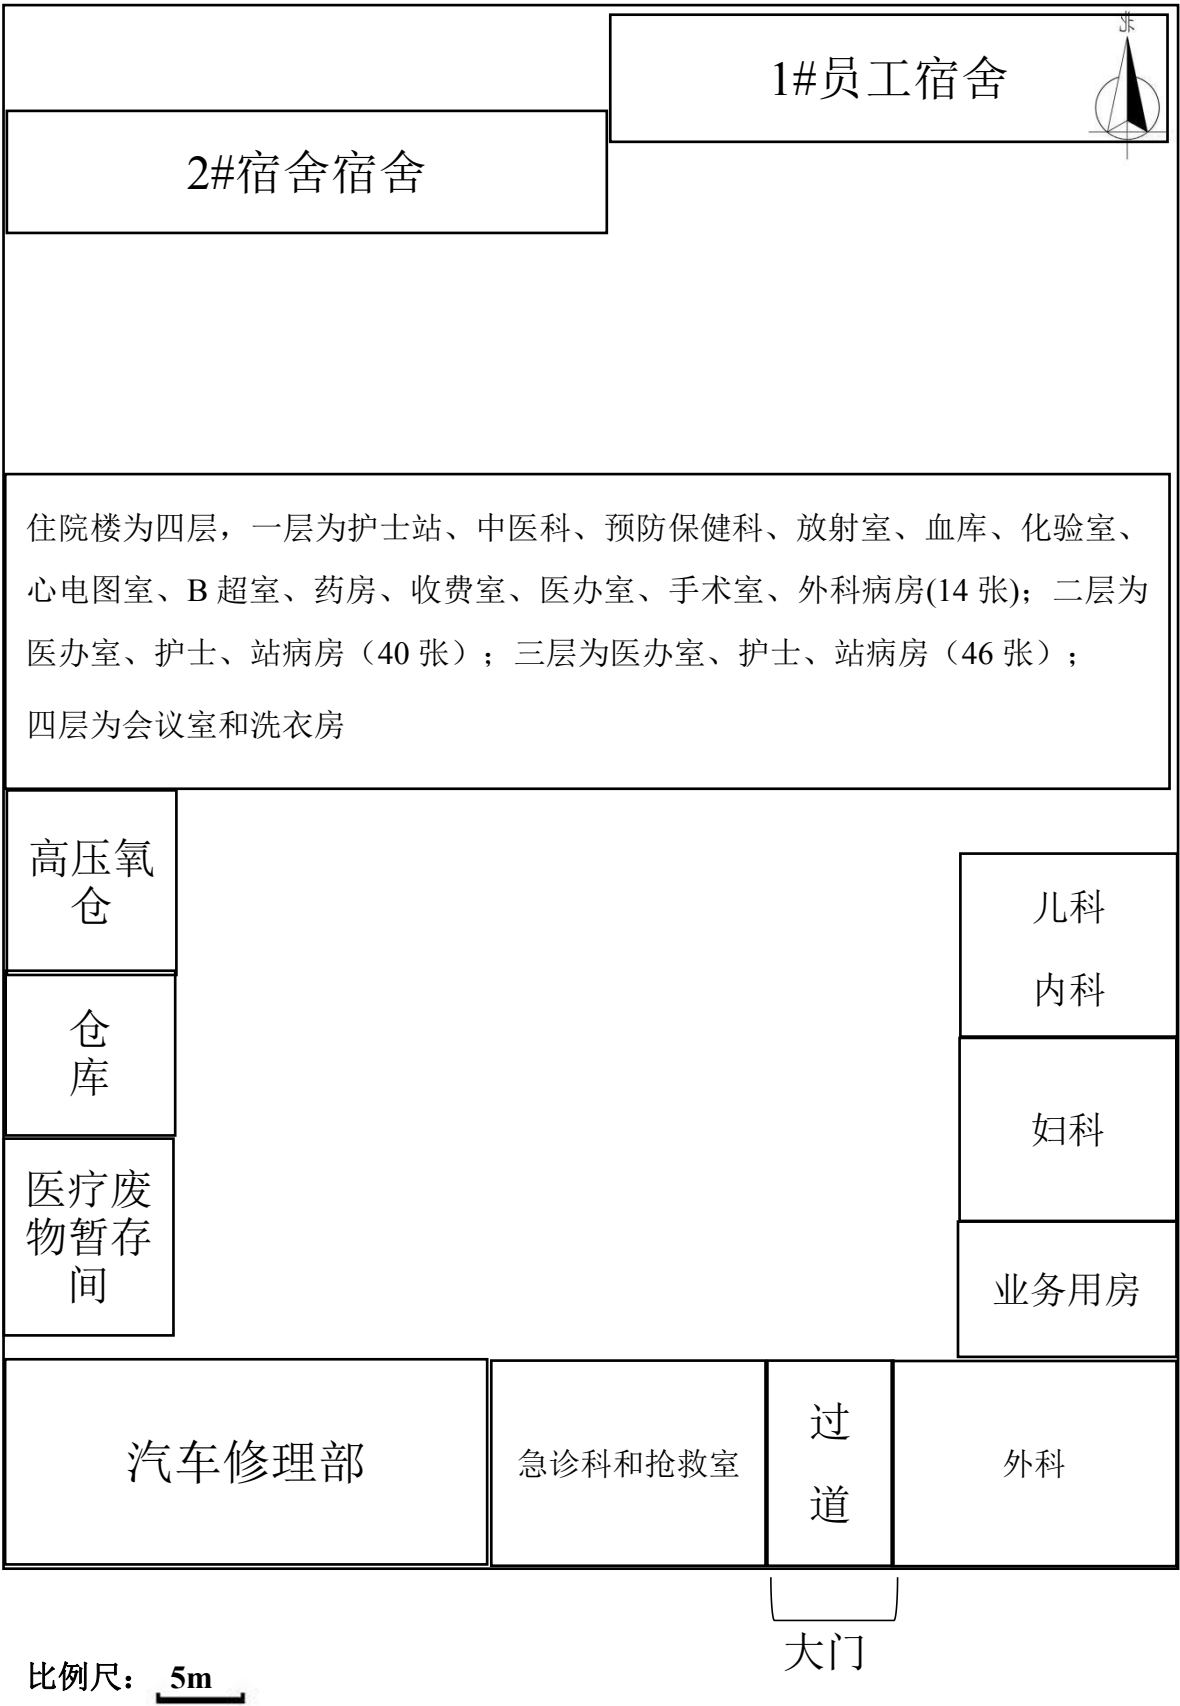 北
1#员工宿舍
2#宿舍宿舍
住院楼为四层，一层为护士站、中医科、预防保健科、放射室、血库、化验室、
心电图室、B 超室、药房、收费室、医办室、手术室、外科病房(14 张)；二层为
医办室、护士、站病房（40 张）；三层为医办室、护士、站病房（46 张）；
四层为会议室和洗衣房
高压氧
仓
仓
库
医疗废
物暂存
间
儿科
内科
妇科
业务用房
汽车修理部
急诊科和抢救室
过
道
外科
大门
比例尺： 5m